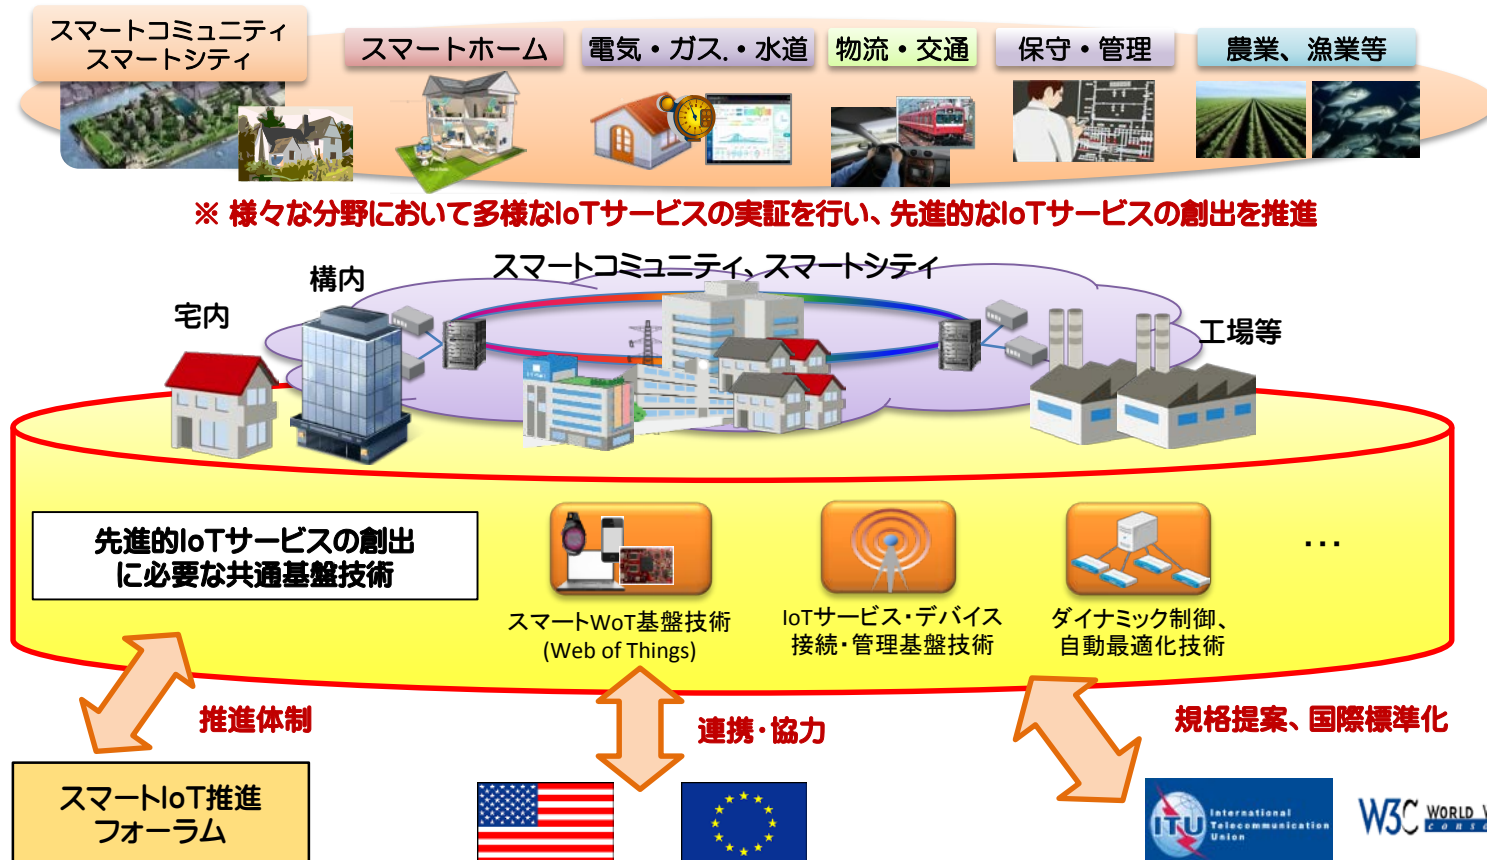 スマートコミュニティ
スマートシティ
スマートホーム
電気・ガス.・水道
物流・交通
保守・管理
農業、漁業等
※ 様々な分野において多様なIoTサービスの実証を行い、先進的なIoTサービスの創出を推進
スマートコミュニティ、スマートシティ
構内
宅内
工場等
先進的IoTサービスの創出
に必要な共通基盤技術
スマートWoT基盤技術
(Web of Things)
IoTサービス・デバイス
接続・管理基盤技術
ダイナミック制御、
自動最適化技術
…
推進体制
連携・協力
規格提案、国際標準化
スマートIoT推進
フォーラム
ITU
International
Telecommunication
Union
W3C WORLD